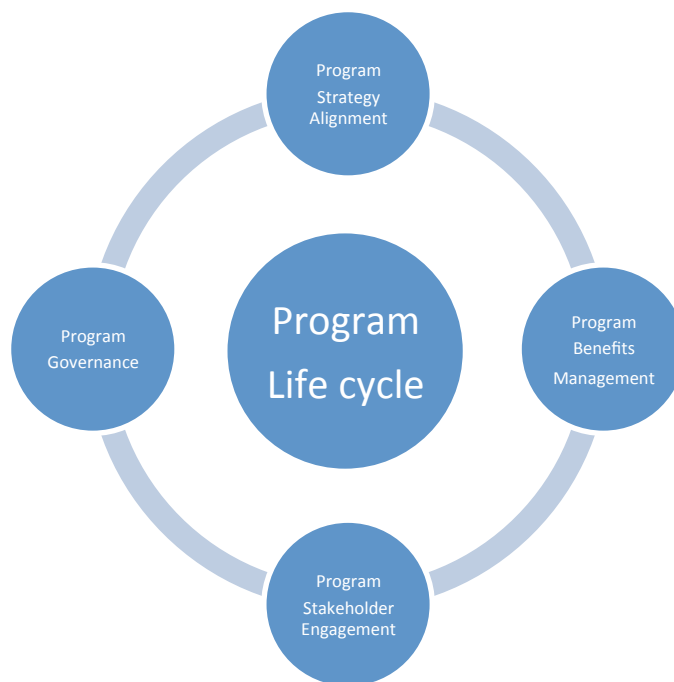 Program
Strategy
Alignment
Program
Governance
Program
Life cycle
Program
Benefits
Management
Program
Stakeholder
Engagement